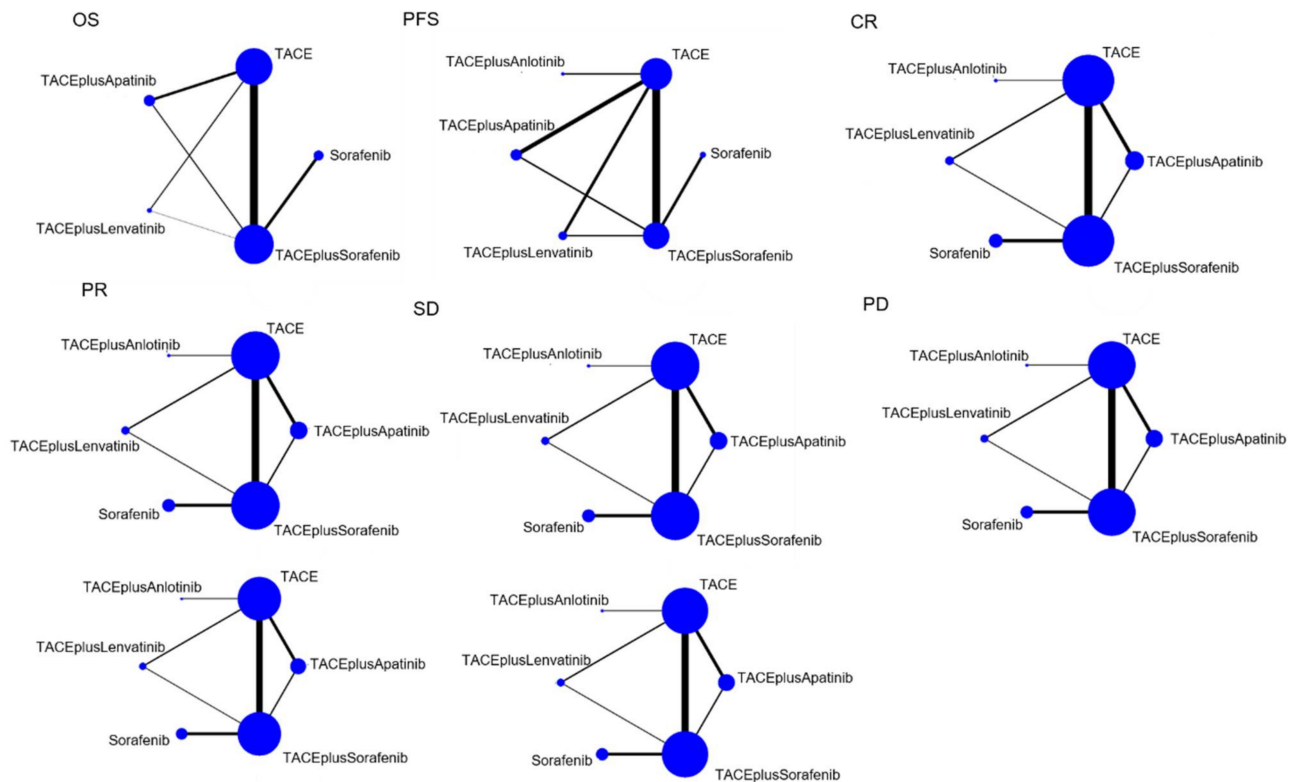 OS
TACE
TACEplusApatinib
Sorafenib
TACEplusLenvatinib
TACEplusSorafenib
PFS
TACE
TACEplusAnlotinib
TACEplusApatinib
Sorafenib
TACEplusLenvatinib
TACEplusSorafenib
CR
TACE
TACEplusAnlotinib
TACEplusLenvatinib
TACEplusApatinib
Sorafenib
TACEplusSorafenib
PR
TACE
TACEplusAnlotinib
TACEplusLenvatinib
TACEplusApatinib
Sorafenib
TACEplusSorafenib
SD
TACE
TACEplusAnlotinib
TACEplusLenvatinib
TACEplusApatinib
Sorafenib
TACEplusSorafenib
PD
TACE
TACEplusAnlotinib
TACEplusLenvatinib
TACEplusApatinib
Sorafenib
TACEplusSorafenib
TACE
TACEplusAnlotinib
TACEplusLenvatinib
TACEplusApatinib
Sorafenib
TACEplusSorafenib
TACE
TACEplusAnlotinib
TACEplusLenvatinib
TACEplusApatinib
Sorafenib
TACEplusSorafenib